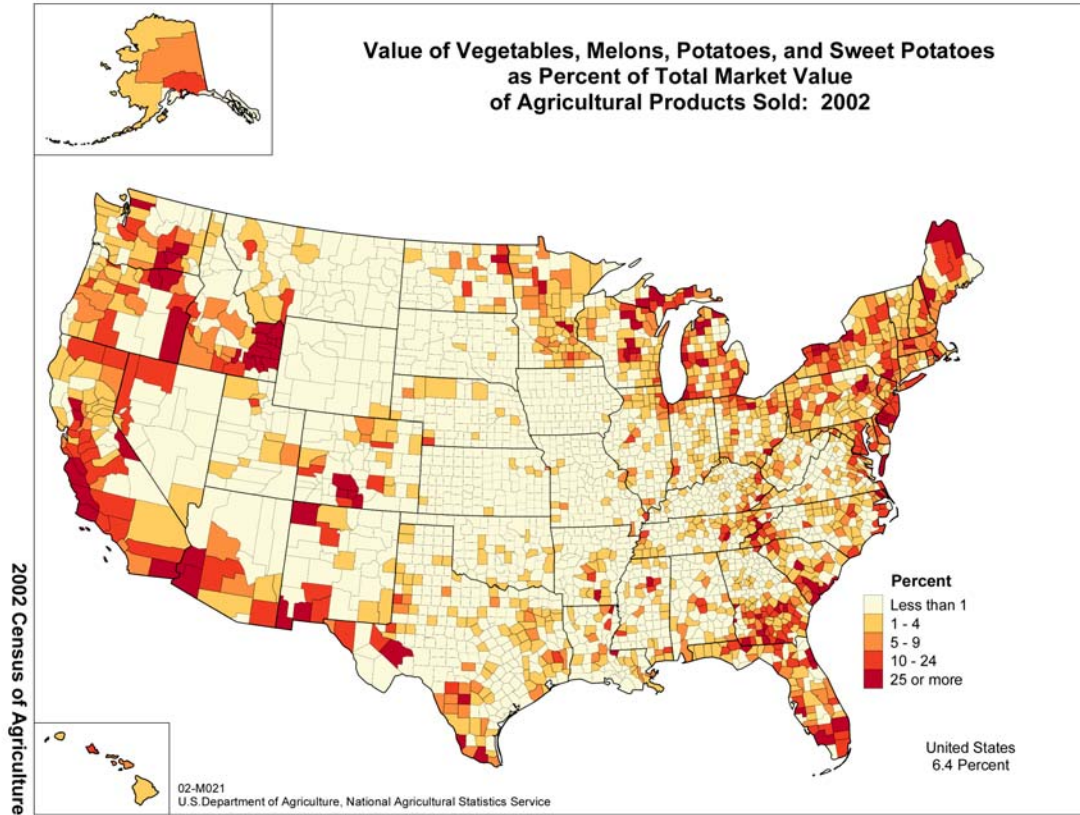 Value of Vegetables, Melons, Potatoes, and Sweet Potatoes
as Percent of Total Market Value
of Agricultural Products Sold: 2002
2002 Census of Agriculture
Percent
Less than 1
1 - 4
5 - 9
10 - 24
25 or more
United States
6.4 Percent
02-M021
U.S.Department of Agriculture, National Agricultural Statistics Service